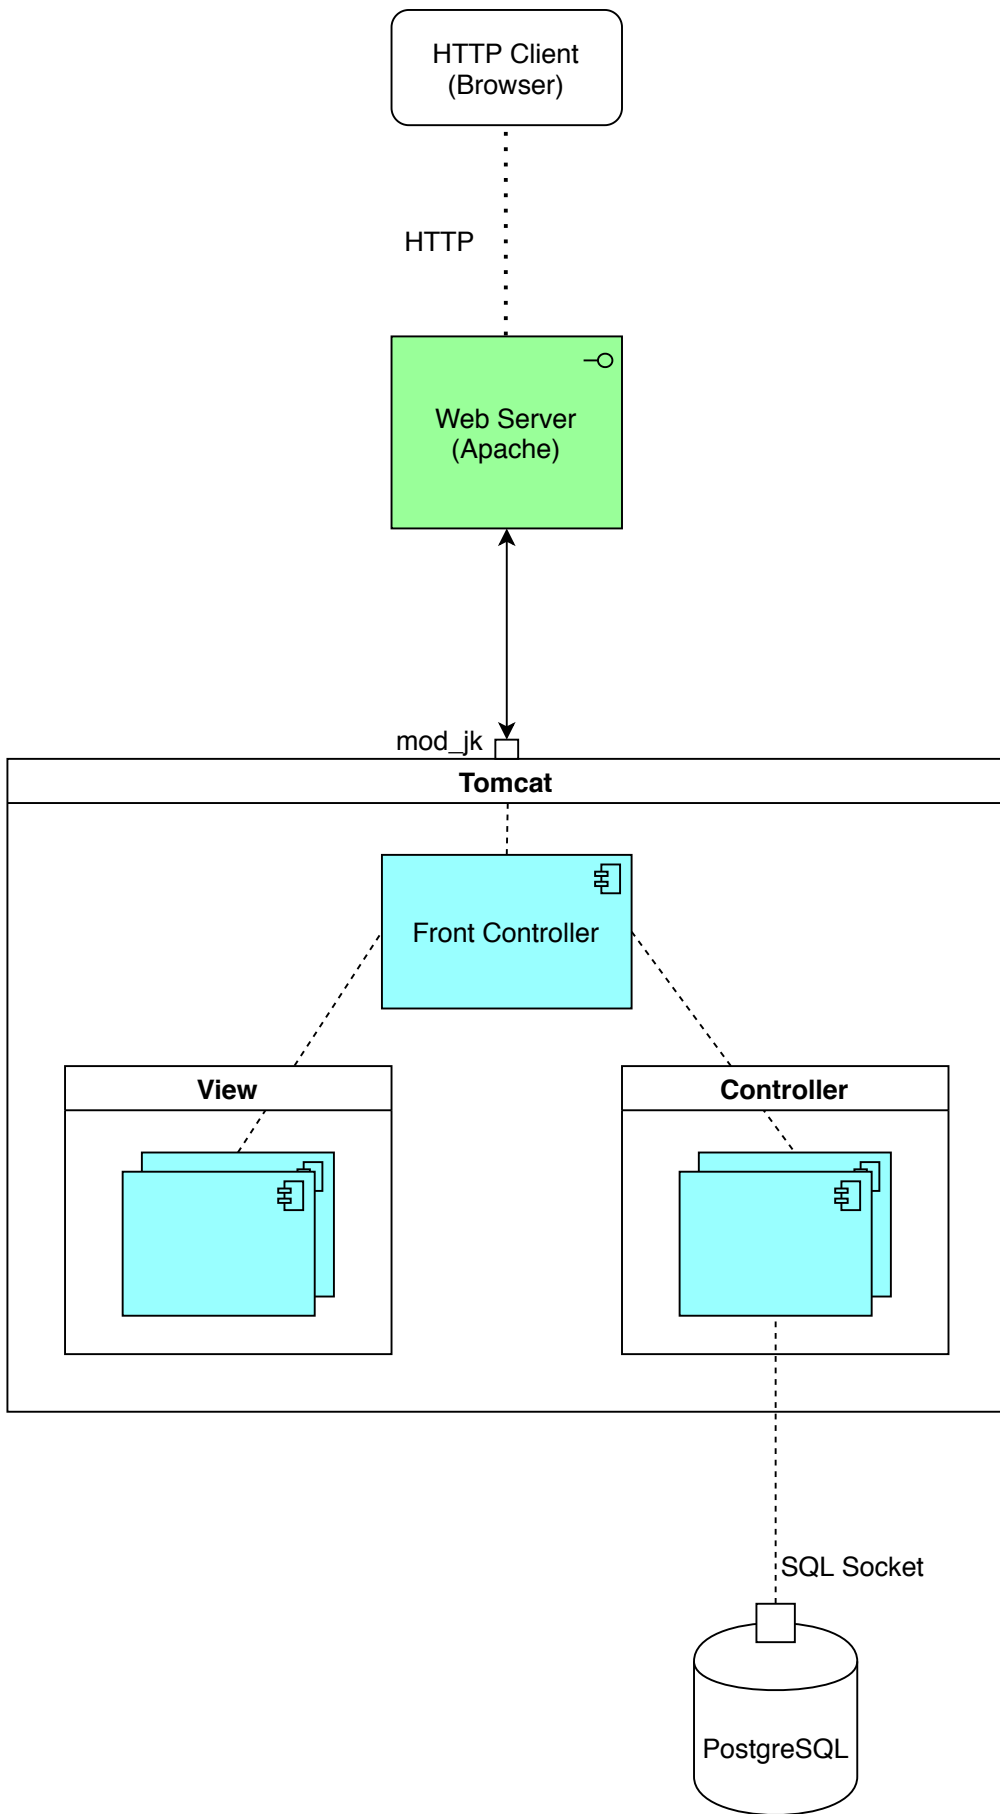 HTTP Client
(Browser)
HTTP
Web Server
(Apache)
mod_jk
Tomcat
Front Controller
View
Controller
SQL Socket
PostgreSQL